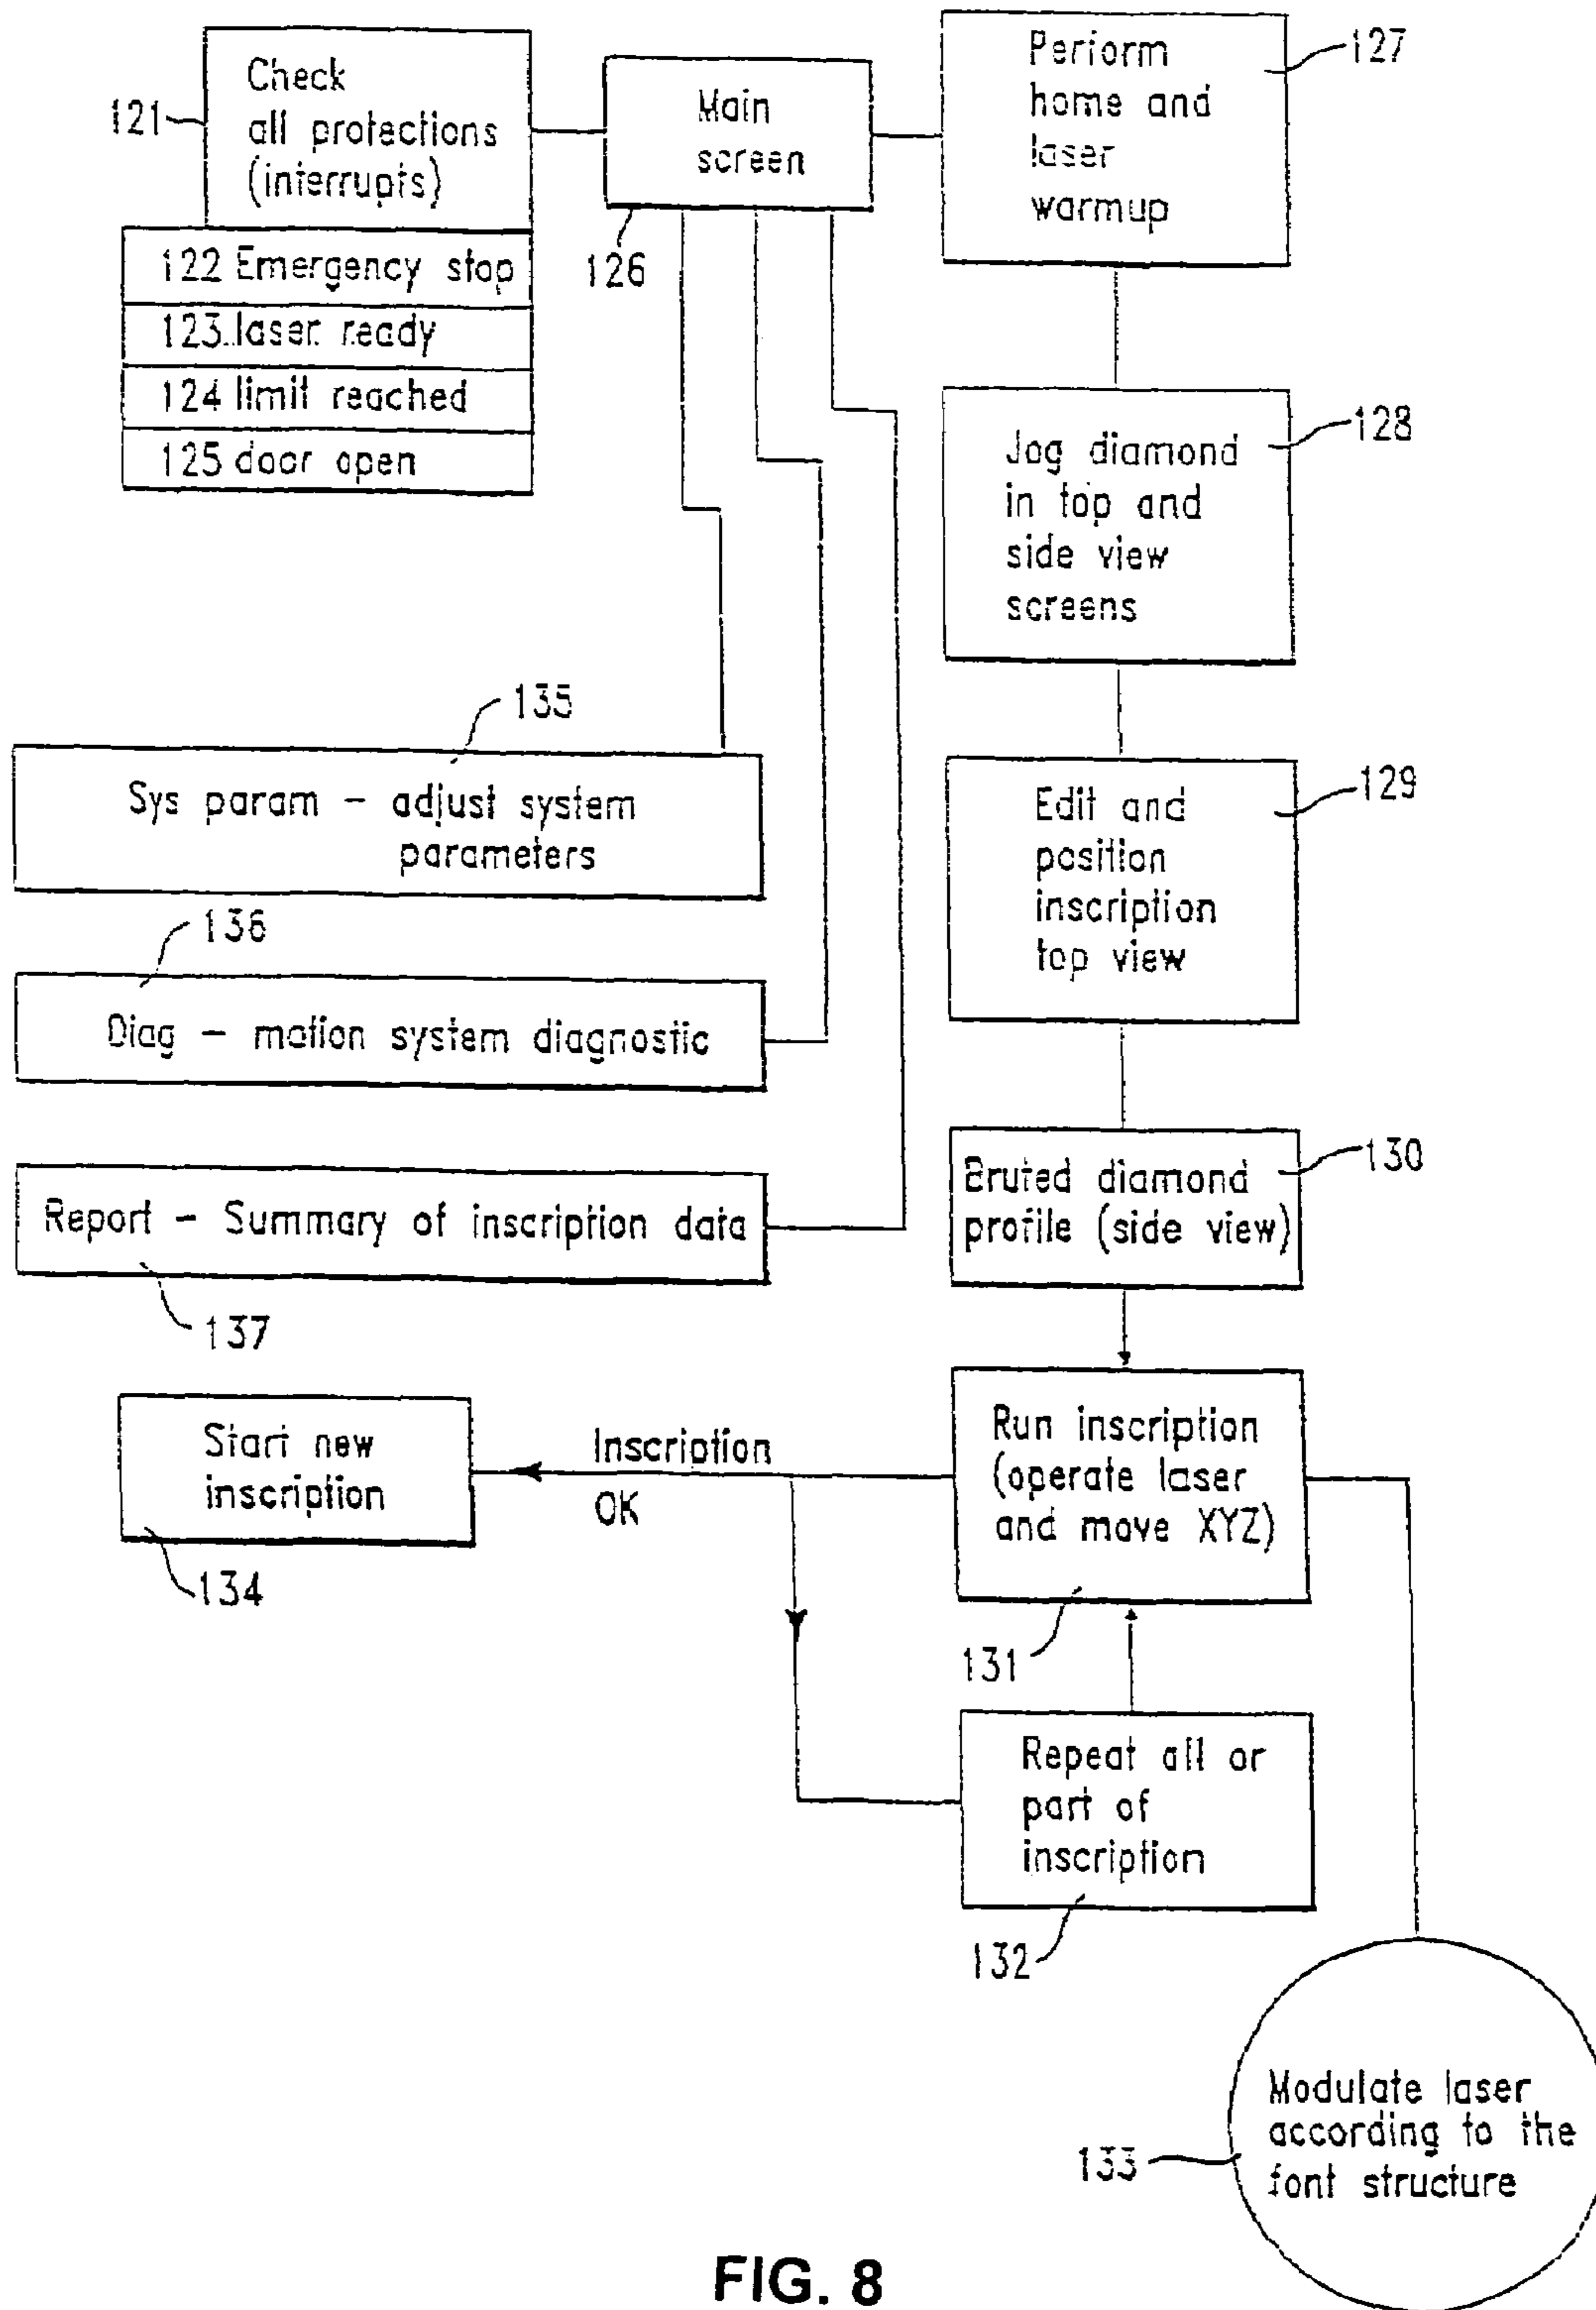 Check
all protections
(interrupts)
121
122 Emergency stop
123 laser ready
124 limit reached
125 door open
Main
screen
126
Perform
home and
laser
warmup
127
Jog diamond
in top and
side view
screens
128
Edit and
position
inscription
top view
129
Bruted diamond
profile (side view)
130
135
Sys param – adjust system
parameters
136
Diag – motion system diagnostic
Report – Summary of inscription data
137
Start new
inscription
134
Inscription
OK
Run inscription
(operate laser
and move XYZ)
131
Repeat all or
part of
inscription
132
Modulate laser
according to the
font structure
133
FIG. 8